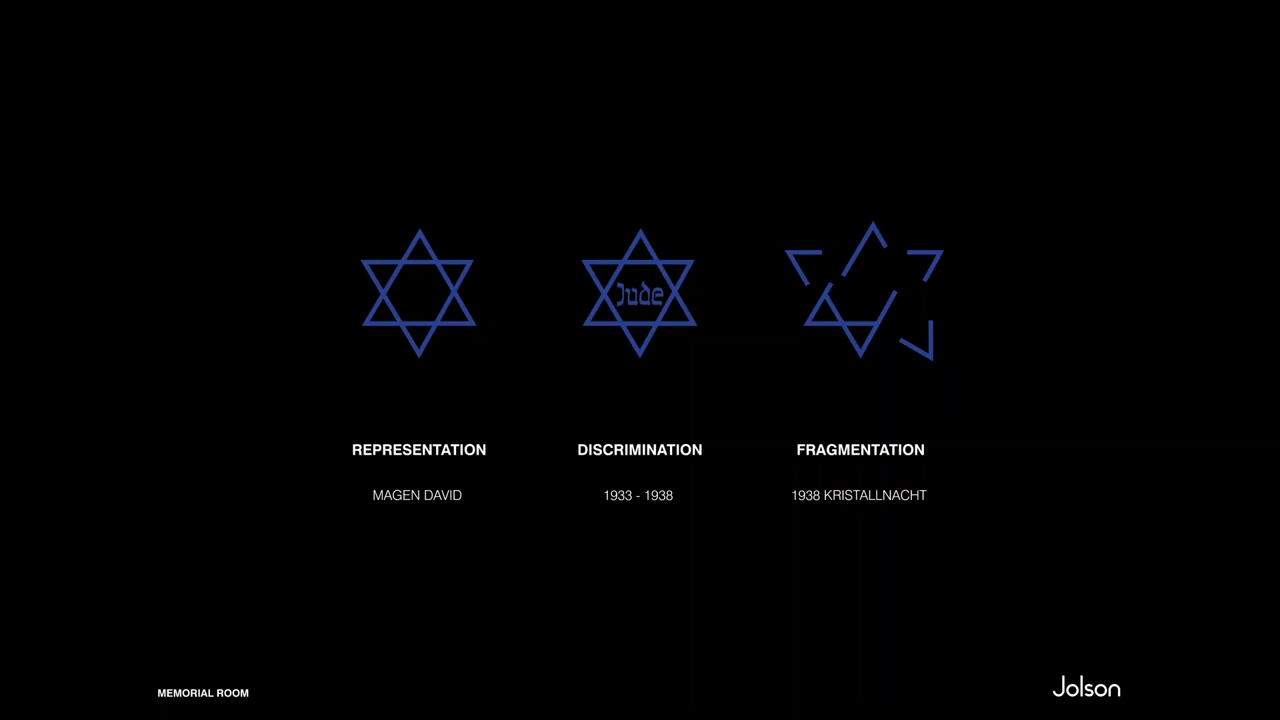 Jude
REPRESENTATION
DISCRIMINATION
FRAGMENTATION
MAGEN DAVID
1933 - 1938
1938 KRISTALLNACHT
MEMORIAL ROOM
Jolson